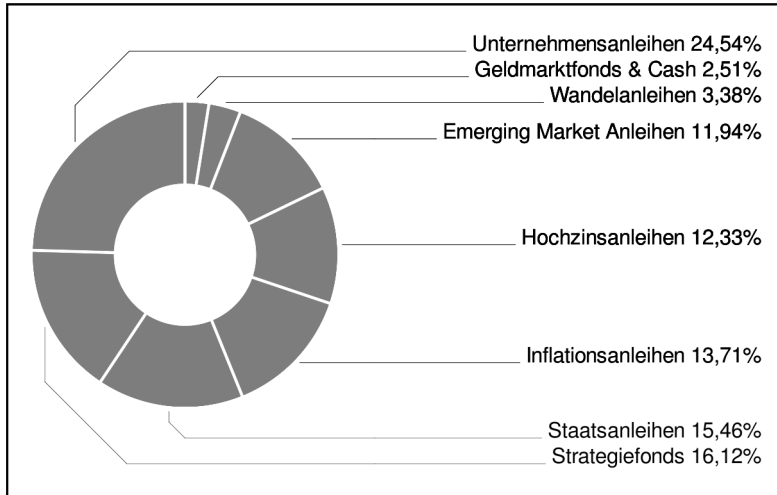 Unternehmensanleihen 24,54%
Geldmarktfonds & Cash 2,51%
Wandelanleihen 3,38%
Emerging Market Anleihen 11,94%
Hochzinsanleihen 12,33%
Inflationsanleihen 13,71%
Staatsanleihen 15,46%
Strategiefonds 16,12%